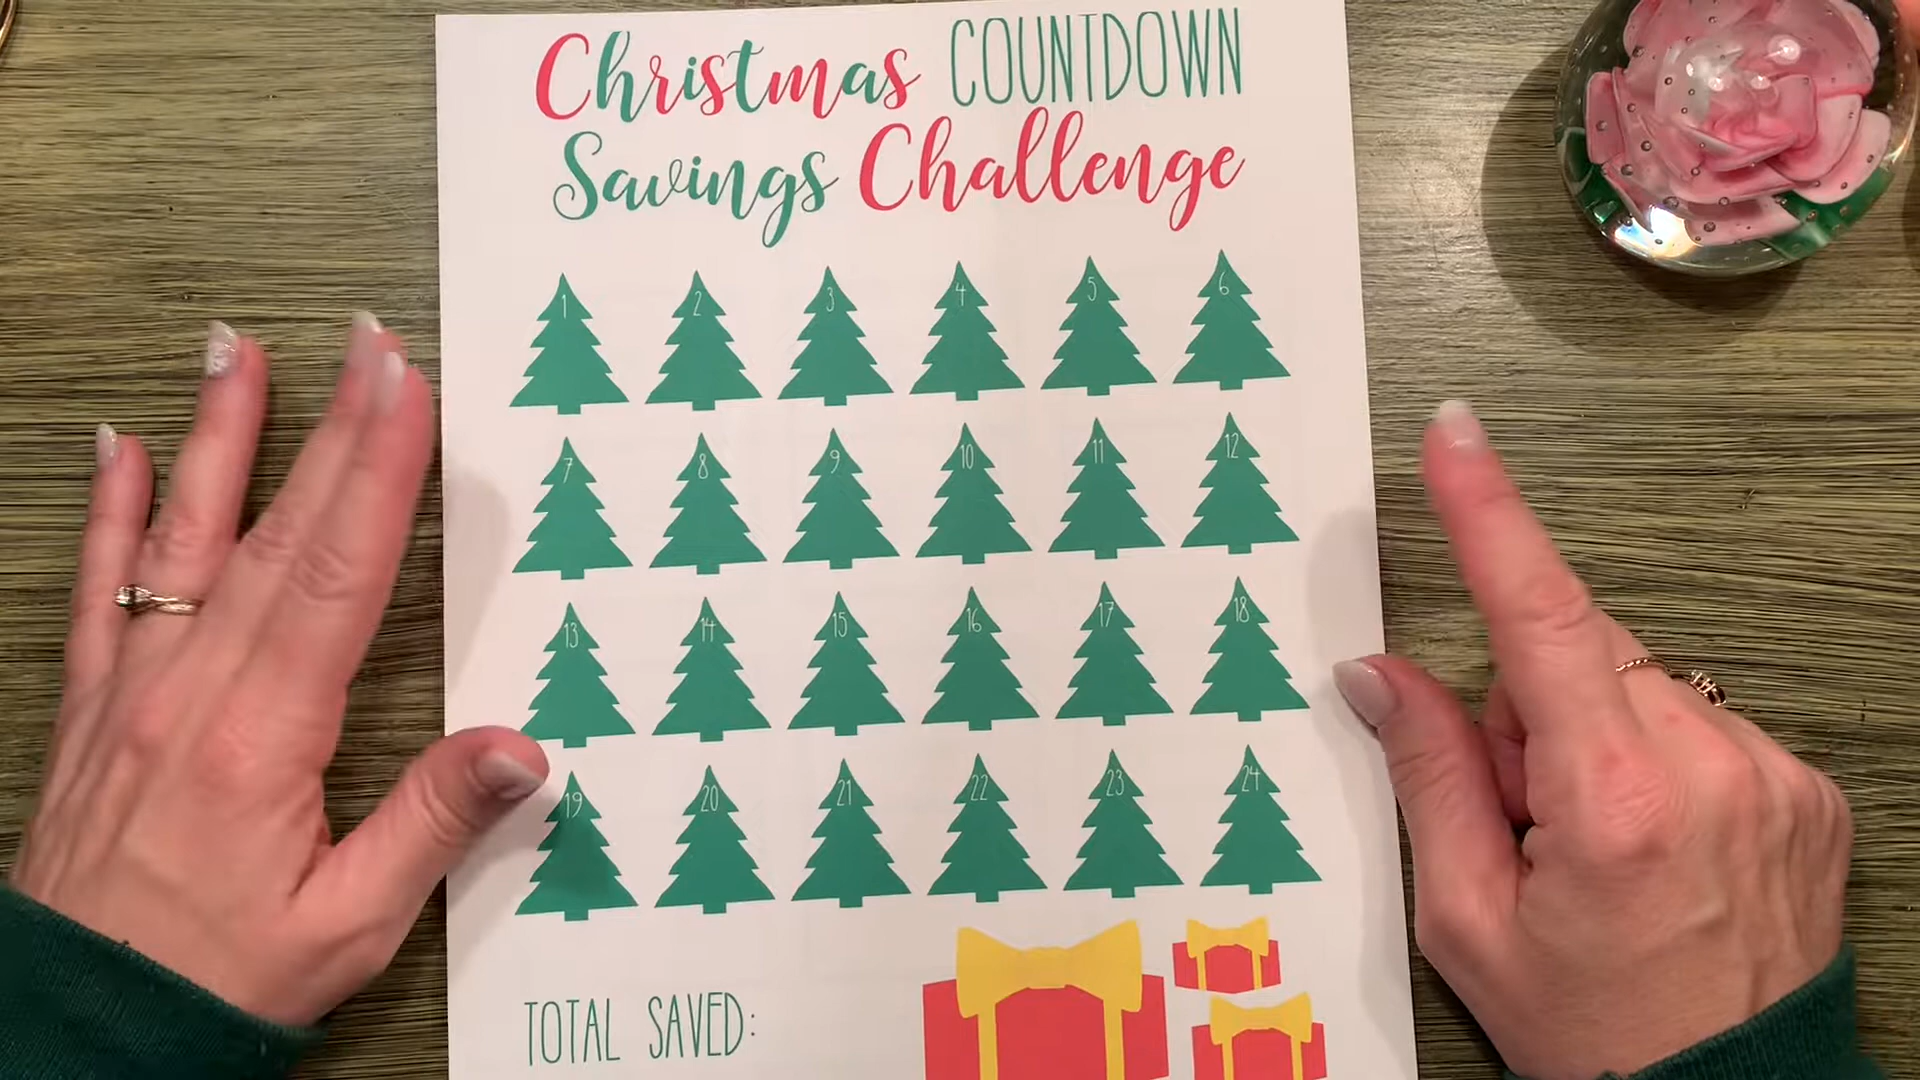 Christmas COUNTDOWN
Savings Challenge
1 2 3 4 5 6
7 8 9 10 11 12
13 14 15 16 17 18
19 20 21 22 23 24
TOTAL SAVED: